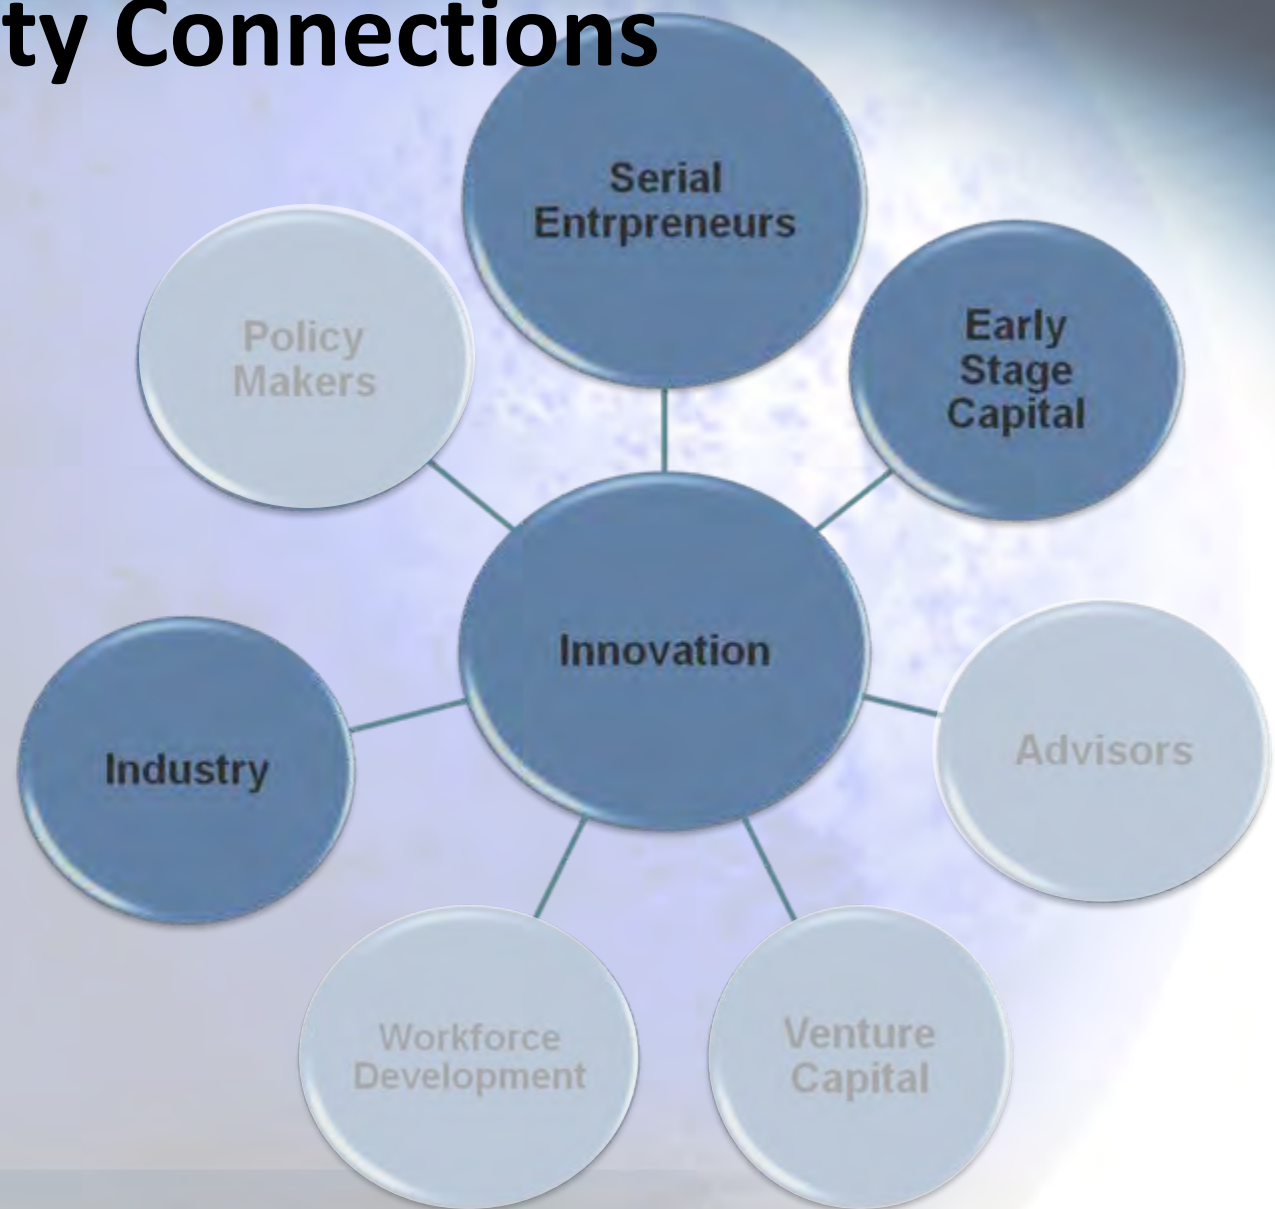 ty Connections
Serial
Entrpreneurs
Policy
Makers
Early
Stage
Capital
Innovation
Industry
Advisors
Workforce
Development
Venture
Capital